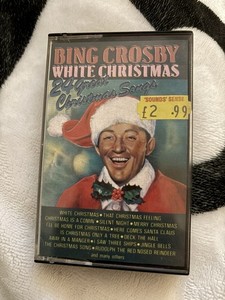 BING CROSBY
WHITE CHRISTMAS
20 Great
Christmas Songs
'SOUNDS' BENDS
£2 .99
WHITE CHRISTMAS • THAT CHRISTMAS FEELING
CHRISTMAS IS A COMIN' • SILENT NIGHT • MERRY CHRISTMAS
I'LL BE HOME FOR CHRISTMAS • HERE COMES SANTA CLAUS
IS CHRISTMAS ONLY A TREE • DECK THE HALL
AWAY IN A MANGER • I SAW THREE SHIPS • JINGLE BELLS
THE CHRISTMAS SONG • RUDOLPH THE RED NOSED REINDEER
and many others